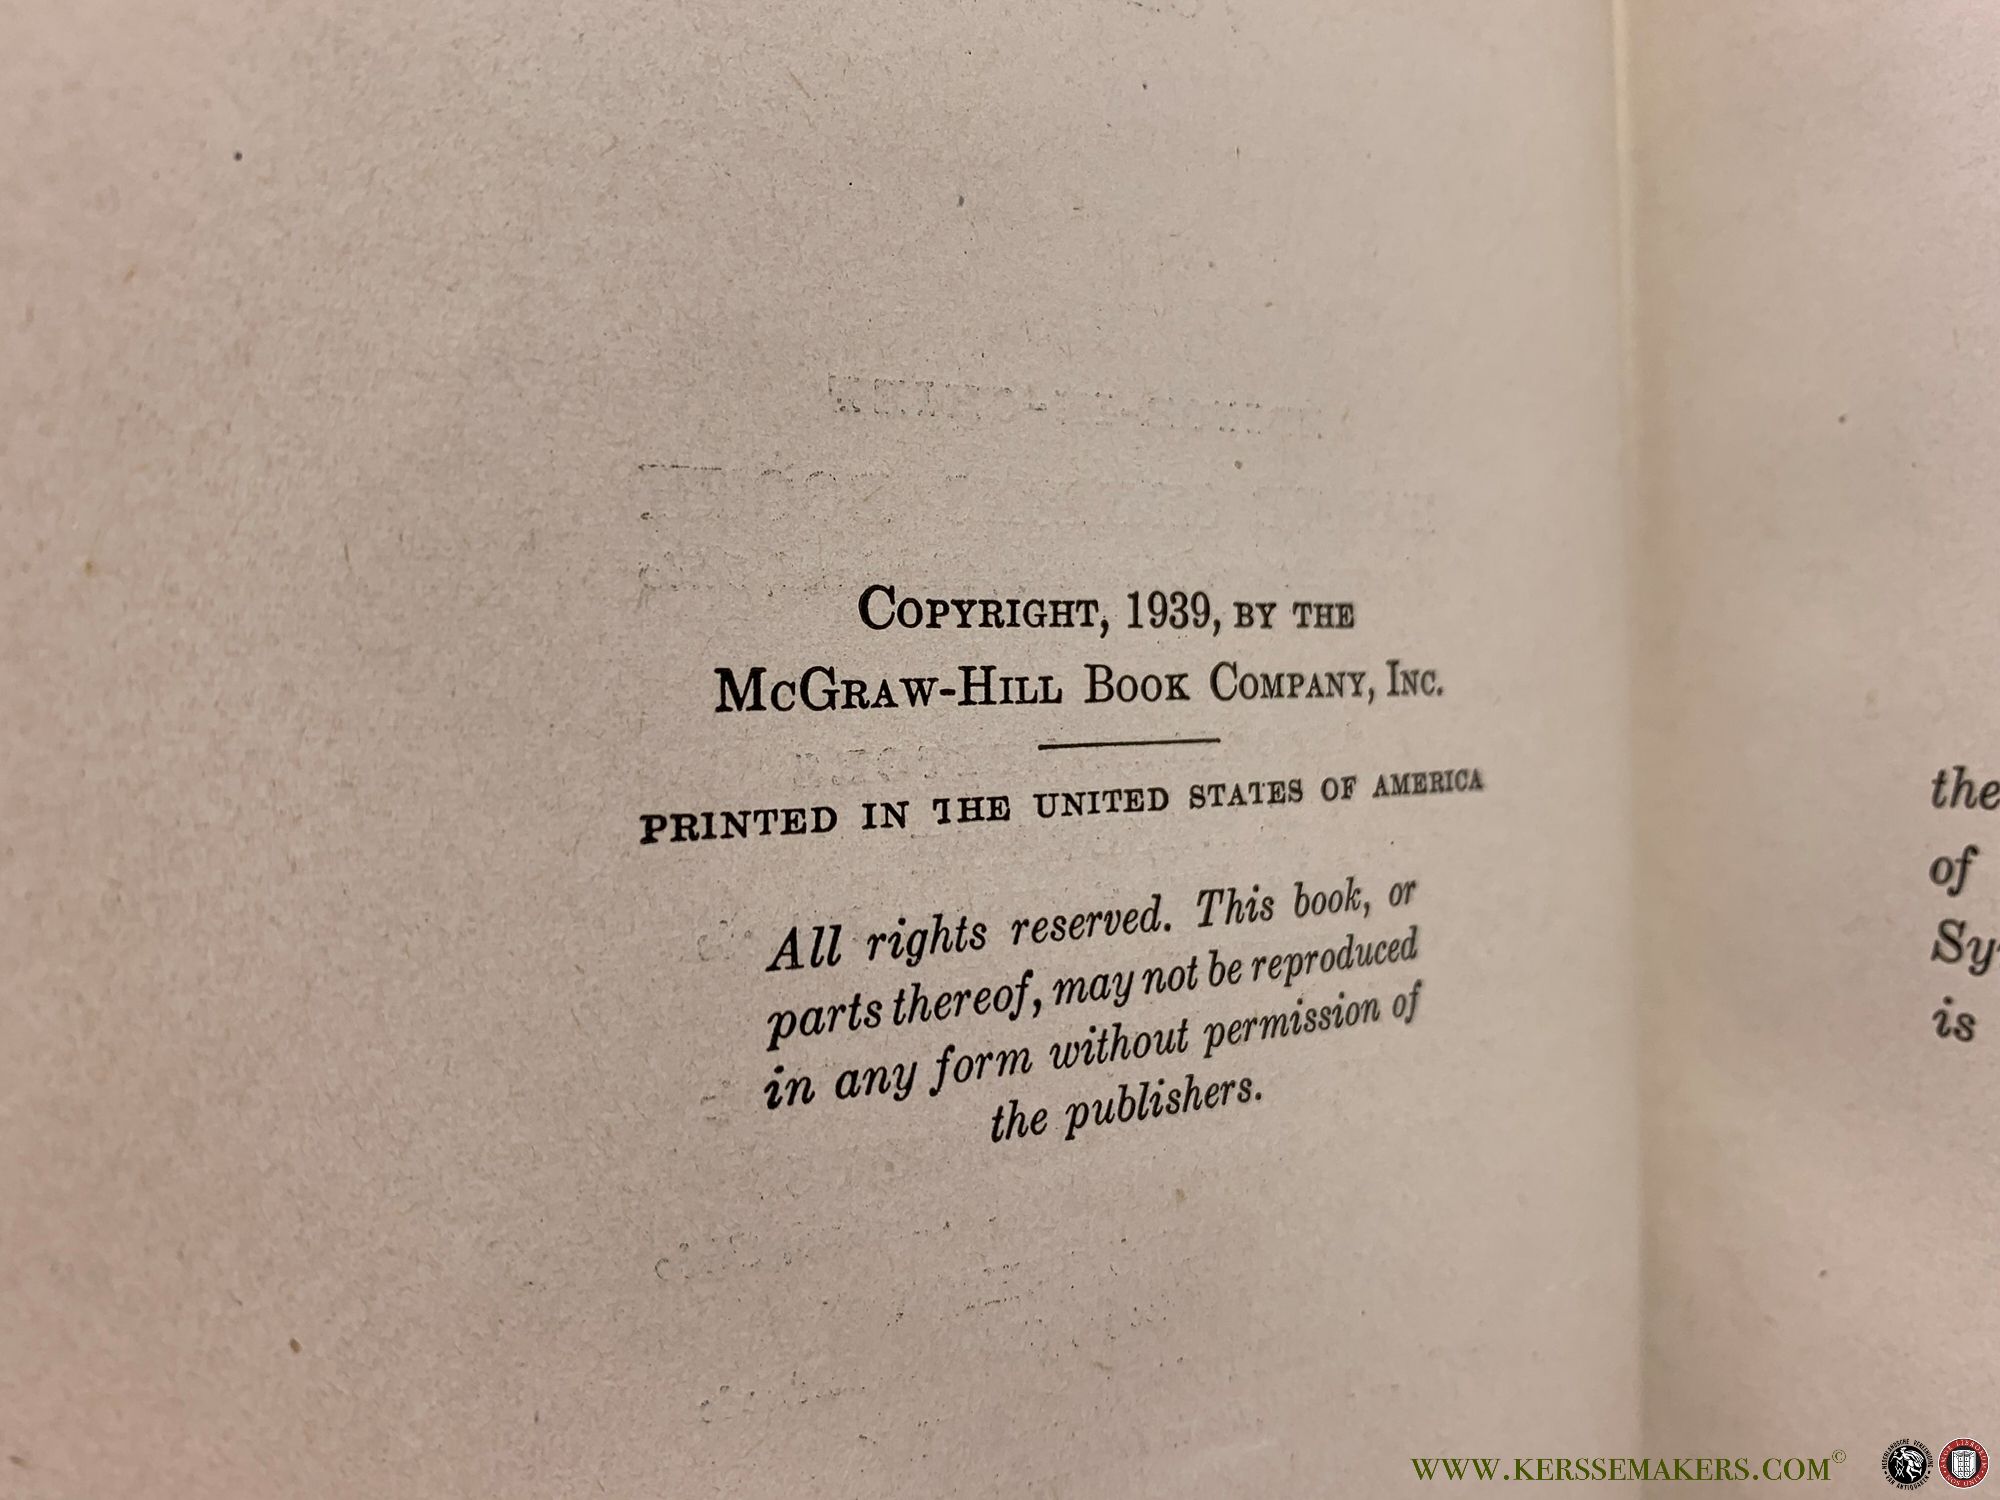 COPYRIGHT, 1939, BY THE
MCGRAW-HILL BOOK COMPANY, INC.
PRINTED IN THE UNITED STATES OF AMERICA
All rights reserved. This book, or
parts thereof, may not be reproduced
in any form without permission of
the publishers.
the
of
Sy
is
WWW.KERSSEMAKERS.COM©